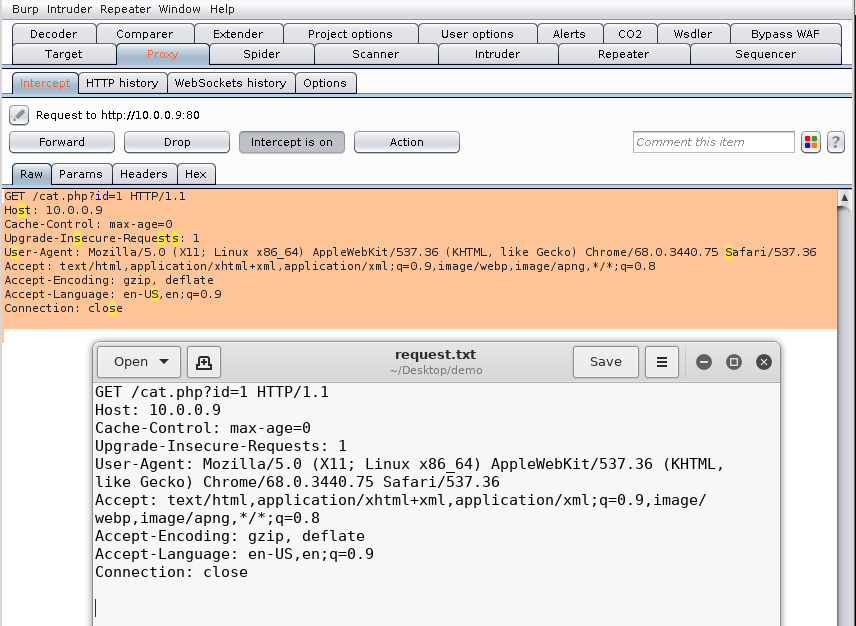 Burp Intruder Repeater Window Help
Decoder Comparer Extender Project options User options Alerts CO2 Wsdler Bypass WAF
Target Proxy Spider Scanner Intruder Repeater Sequencer
Intercept HTTP history WebSockets history Options
Request to http://10.0.0.9:80
Forward Drop Intercept is on Action Comment this item ?
Raw Params Headers Hex
GET /cat.php?id=1 HTTP/1.1
Host: 10.0.0.9
Cache-Control: max-age=0
Upgrade-Insecure-Requests: 1
User-Agent: Mozilla/5.0 (X11; Linux x86_64) AppleWebKit/537.36 (KHTML, like Gecko) Chrome/68.0.3440.75 Safari/537.36
Accept: text/html,application/xhtml+xml,application/xml;q=0.9,image/webp,image/apng,*/*;q=0.8
Accept-Encoding: gzip, deflate
Accept-Language: en-US,en;q=0.9
Connection: close
Open request.txt Save
~/Desktop/demo
GET /cat.php?id=1 HTTP/1.1
Host: 10.0.0.9
Cache-Control: max-age=0
Upgrade-Insecure-Requests: 1
User-Agent: Mozilla/5.0 (X11; Linux x86_64) AppleWebKit/537.36 (KHTML,
like Gecko) Chrome/68.0.3440.75 Safari/537.36
Accept: text/html,application/xhtml+xml,application/xml;q=0.9,image/
webp,image/apng,*/*;q=0.8
Accept-Encoding: gzip, deflate
Accept-Language: en-US,en;q=0.9
Connection: close